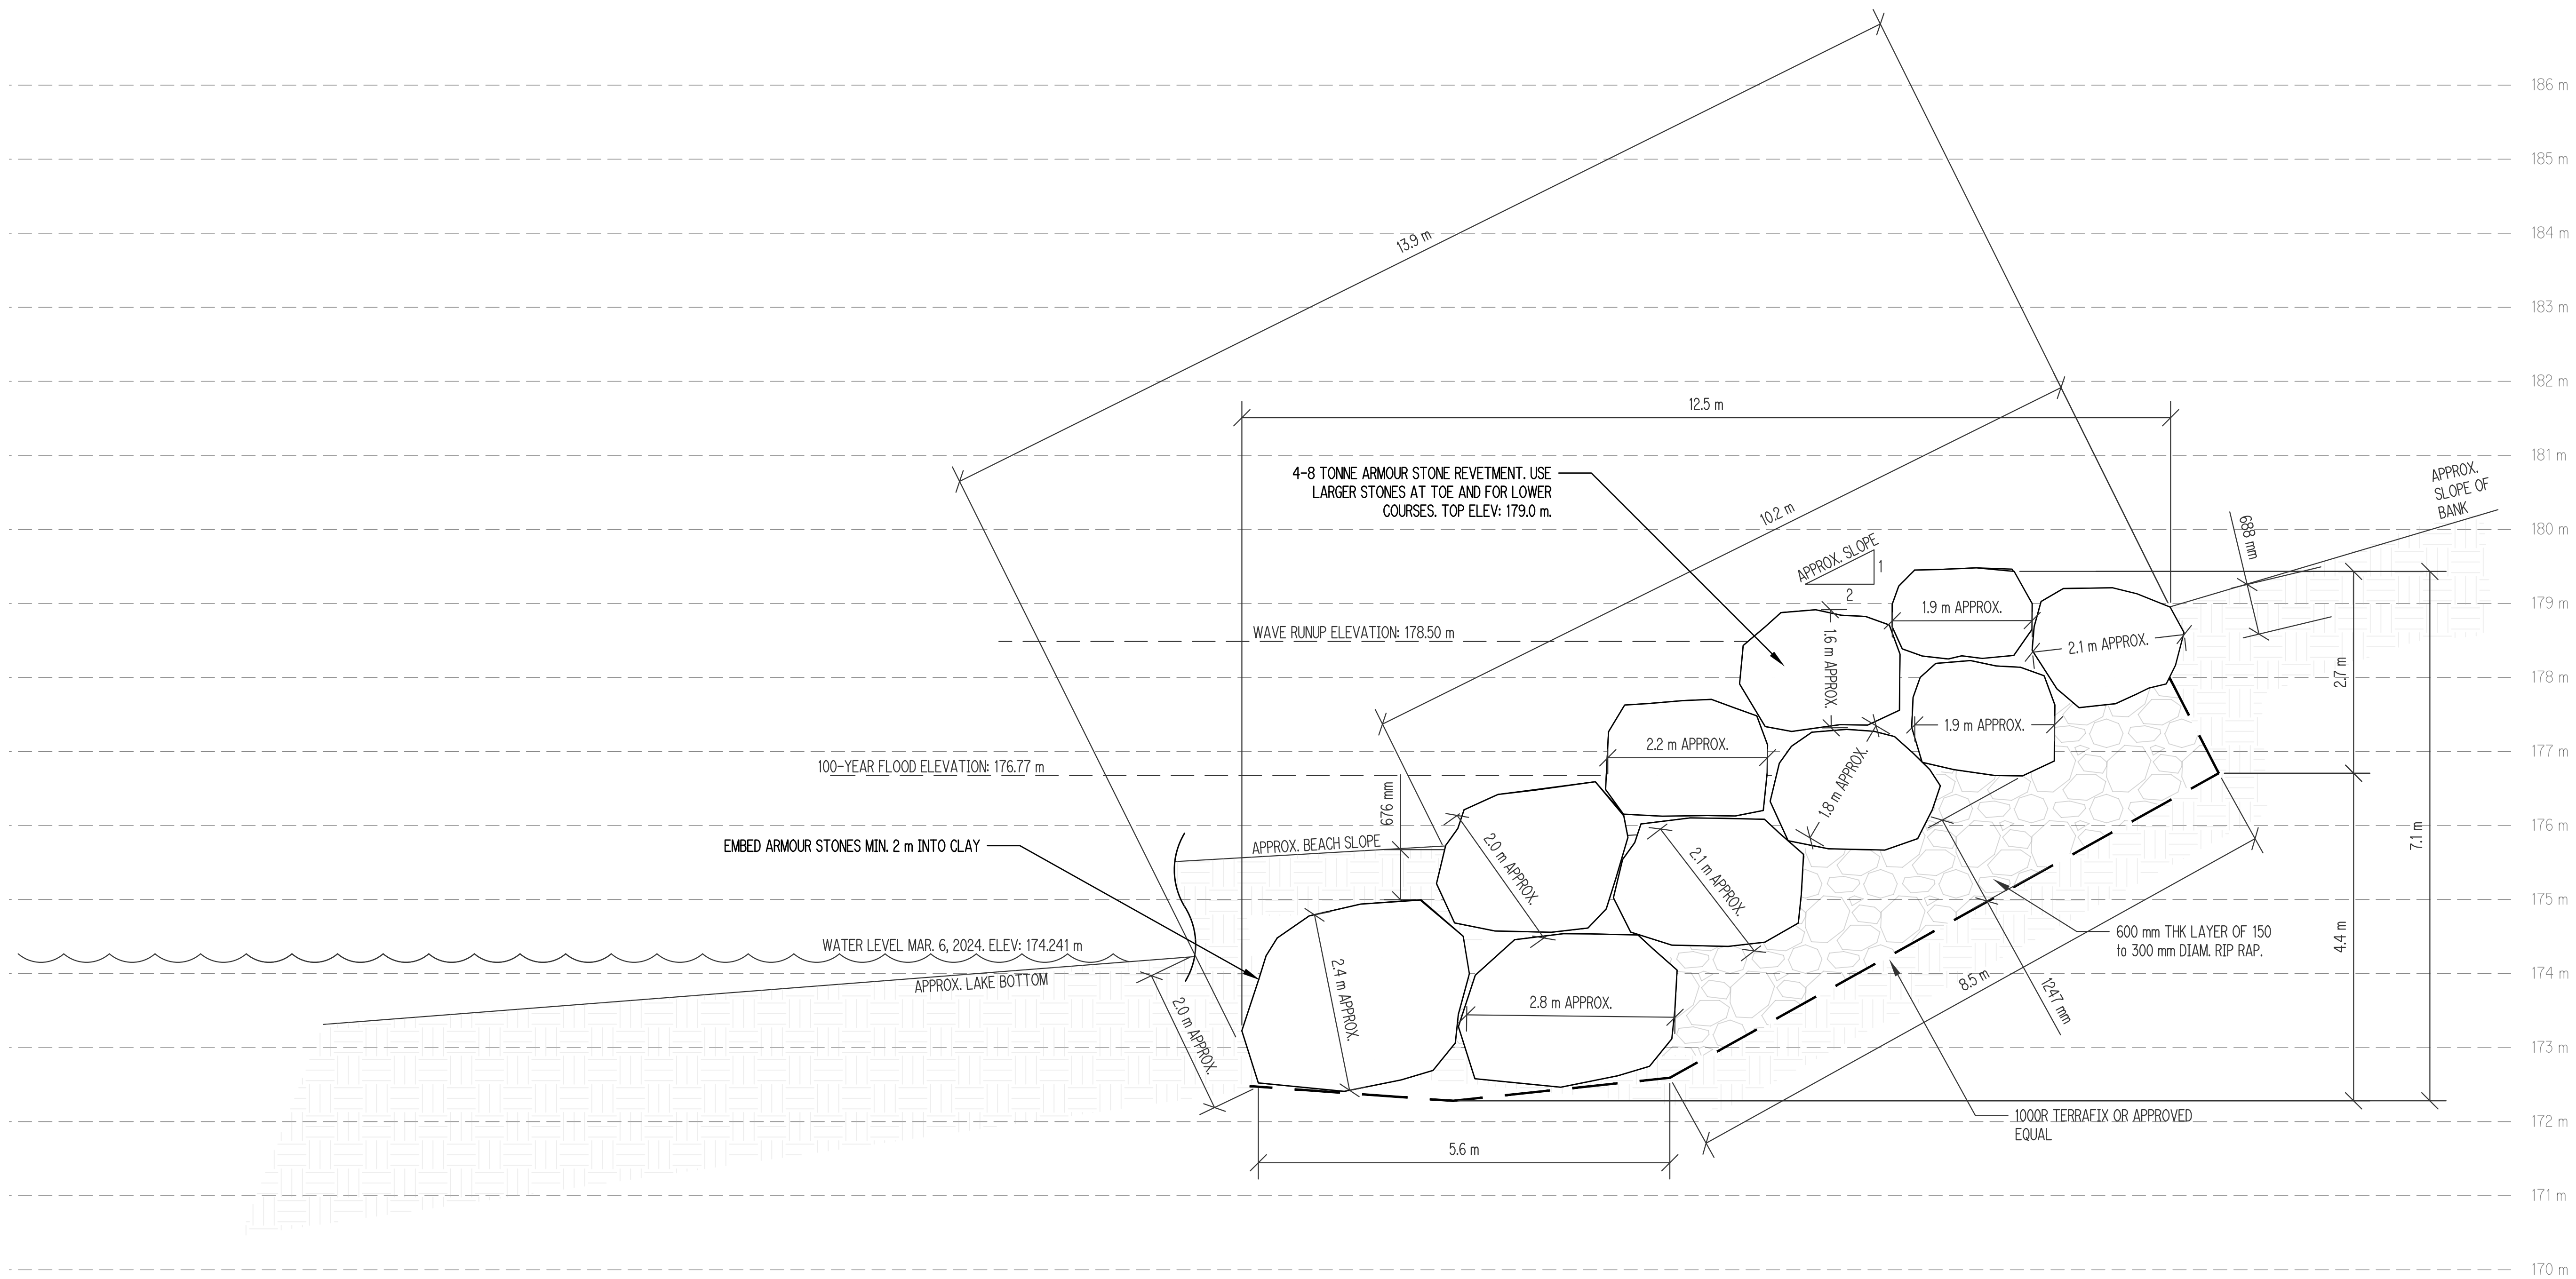 186 m
185 m
13.9 m
184 m
183 m
182 m
12.5 m
181 m
4-8 TONNE ARMOUR STONE REVETMENT. USE
LARGER STONES AT TOE AND FOR LOWER
COURSES. TOP ELEV: 179.0 m.
APPROX.
SLOPE OF
BANK
10.2 m
180 m
688 mm
APPROX. SLOPE
1
2
179 m
1.9 m APPROX.
WAVE RUNUP ELEVATION: 178.50 m
1.6 m APPROX.
2.1 m APPROX.
2.7 m
178 m
1.9 m APPROX.
2.2 m APPROX.
177 m
100-YEAR FLOOD ELEVATION: 176.77 m
1.8 m APPROX.
676 mm
176 m
7.1 m
EMBED ARMOUR STONES MIN. 2 m INTO CLAY
APPROX. BEACH SLOPE
2.0 m APPROX.
2.1 m APPROX.
175 m
4.4 m
600 mm THK LAYER OF 150
to 300 mm DIAM. RIP RAP.
WATER LEVEL MAR. 6, 2024. ELEV: 174.241 m
174 m
APPROX. LAKE BOTTOM
2.4 m APPROX.
2.8 m APPROX.
8.5 m
1247 mm
2.0 m APPROX.
173 m
172 m
1000R TERRAFIX OR APPROVED
EQUAL
5.6 m
171 m
170 m